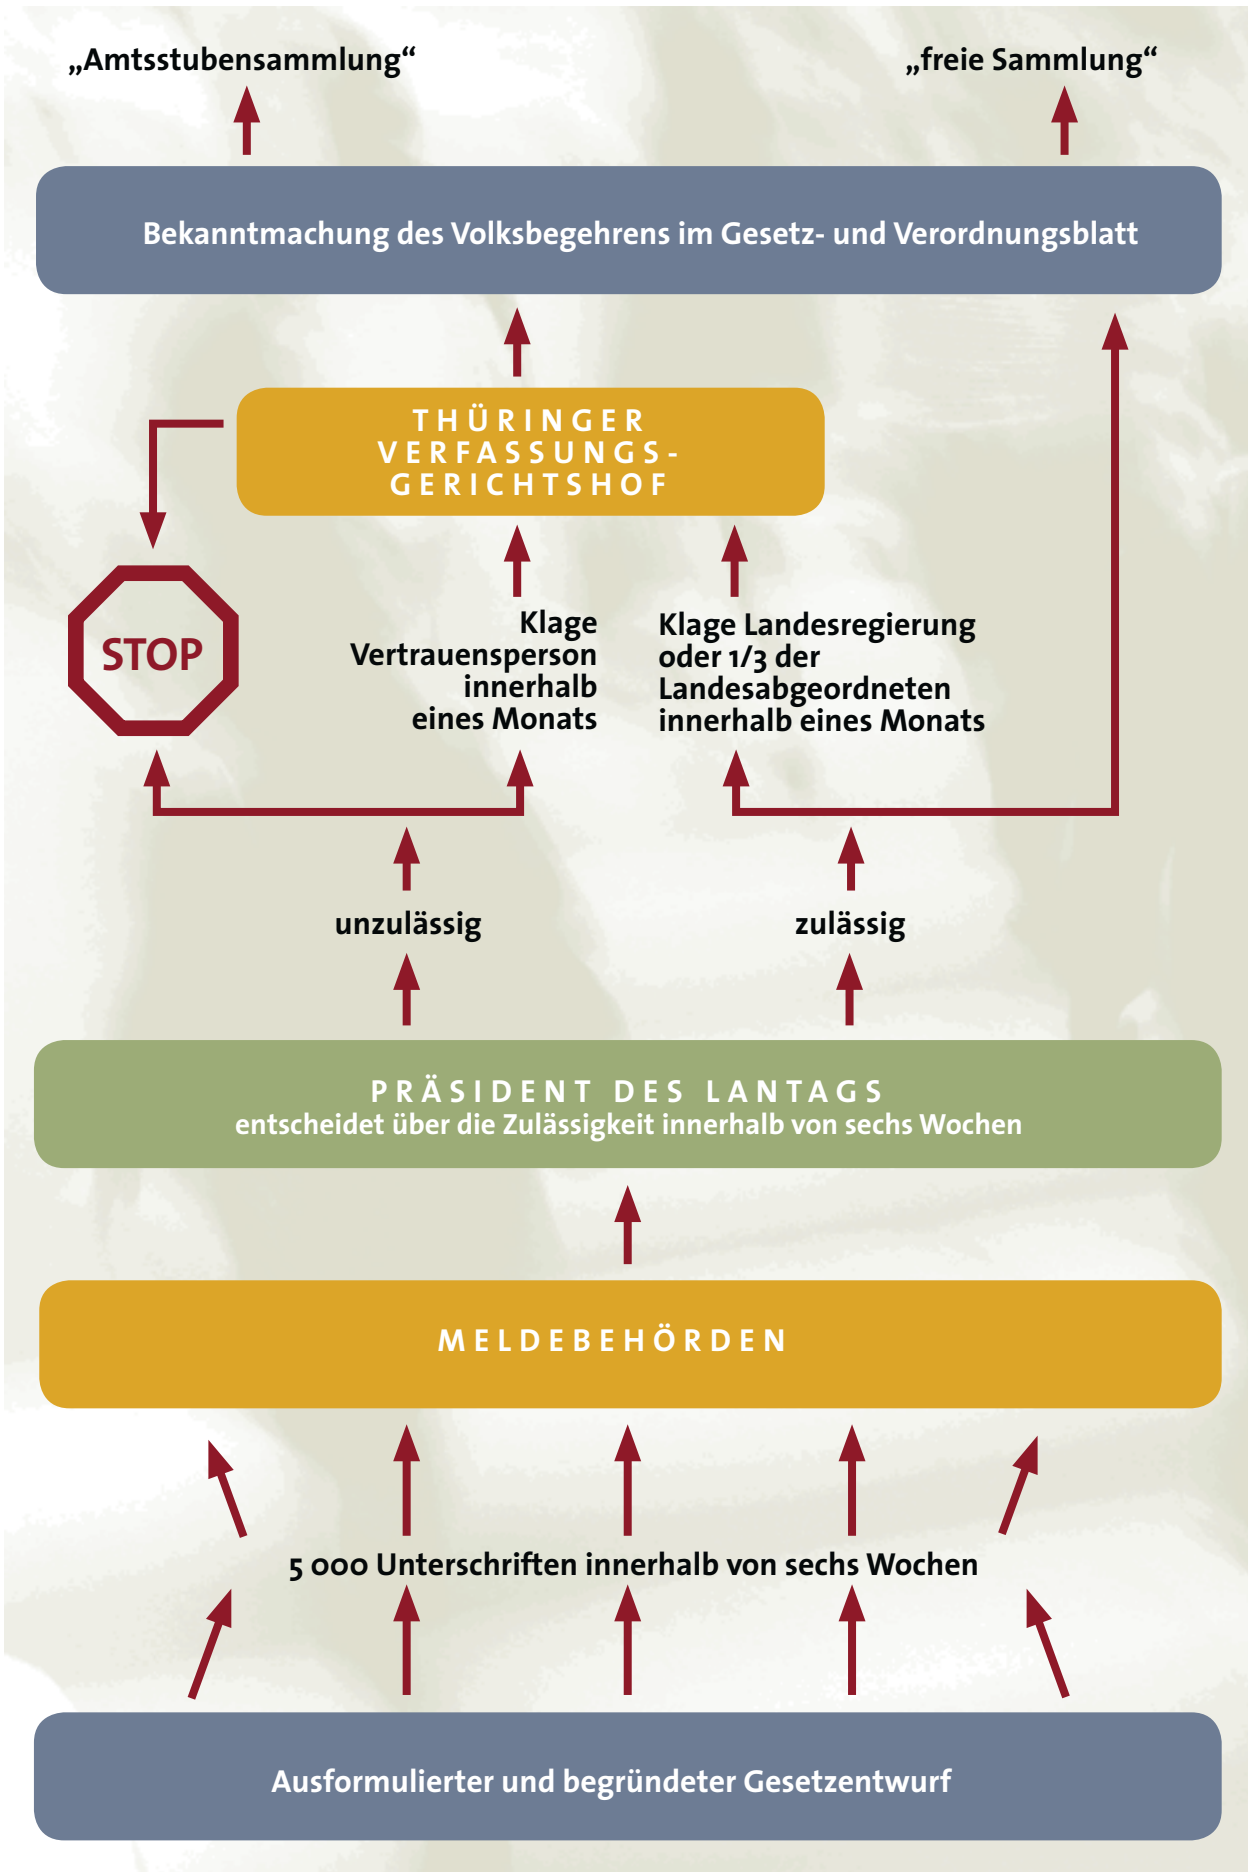 „Amtsstubensammlung“
„freie Sammlung“
Bekanntmachung des Volksbegehrens im Gesetz- und Verordnungsblatt
THÜRINGER
VERFASSUNGS-
GERICHTSHOF
STOP
Klage
Vertrauensperson
innerhalb
eines Monats
Klage Landesregierung
oder 1/3 der
Landesabgeordneten
innerhalb eines Monats
unzulässig
zulässig
PRÄSIDENT DES LANTAGS
entscheidet über die Zulässigkeit innerhalb von sechs Wochen
MELDEBEHÖRDEN
5 000 Unterschriften innerhalb von sechs Wochen
Ausformulierter und begründeter Gesetzentwurf